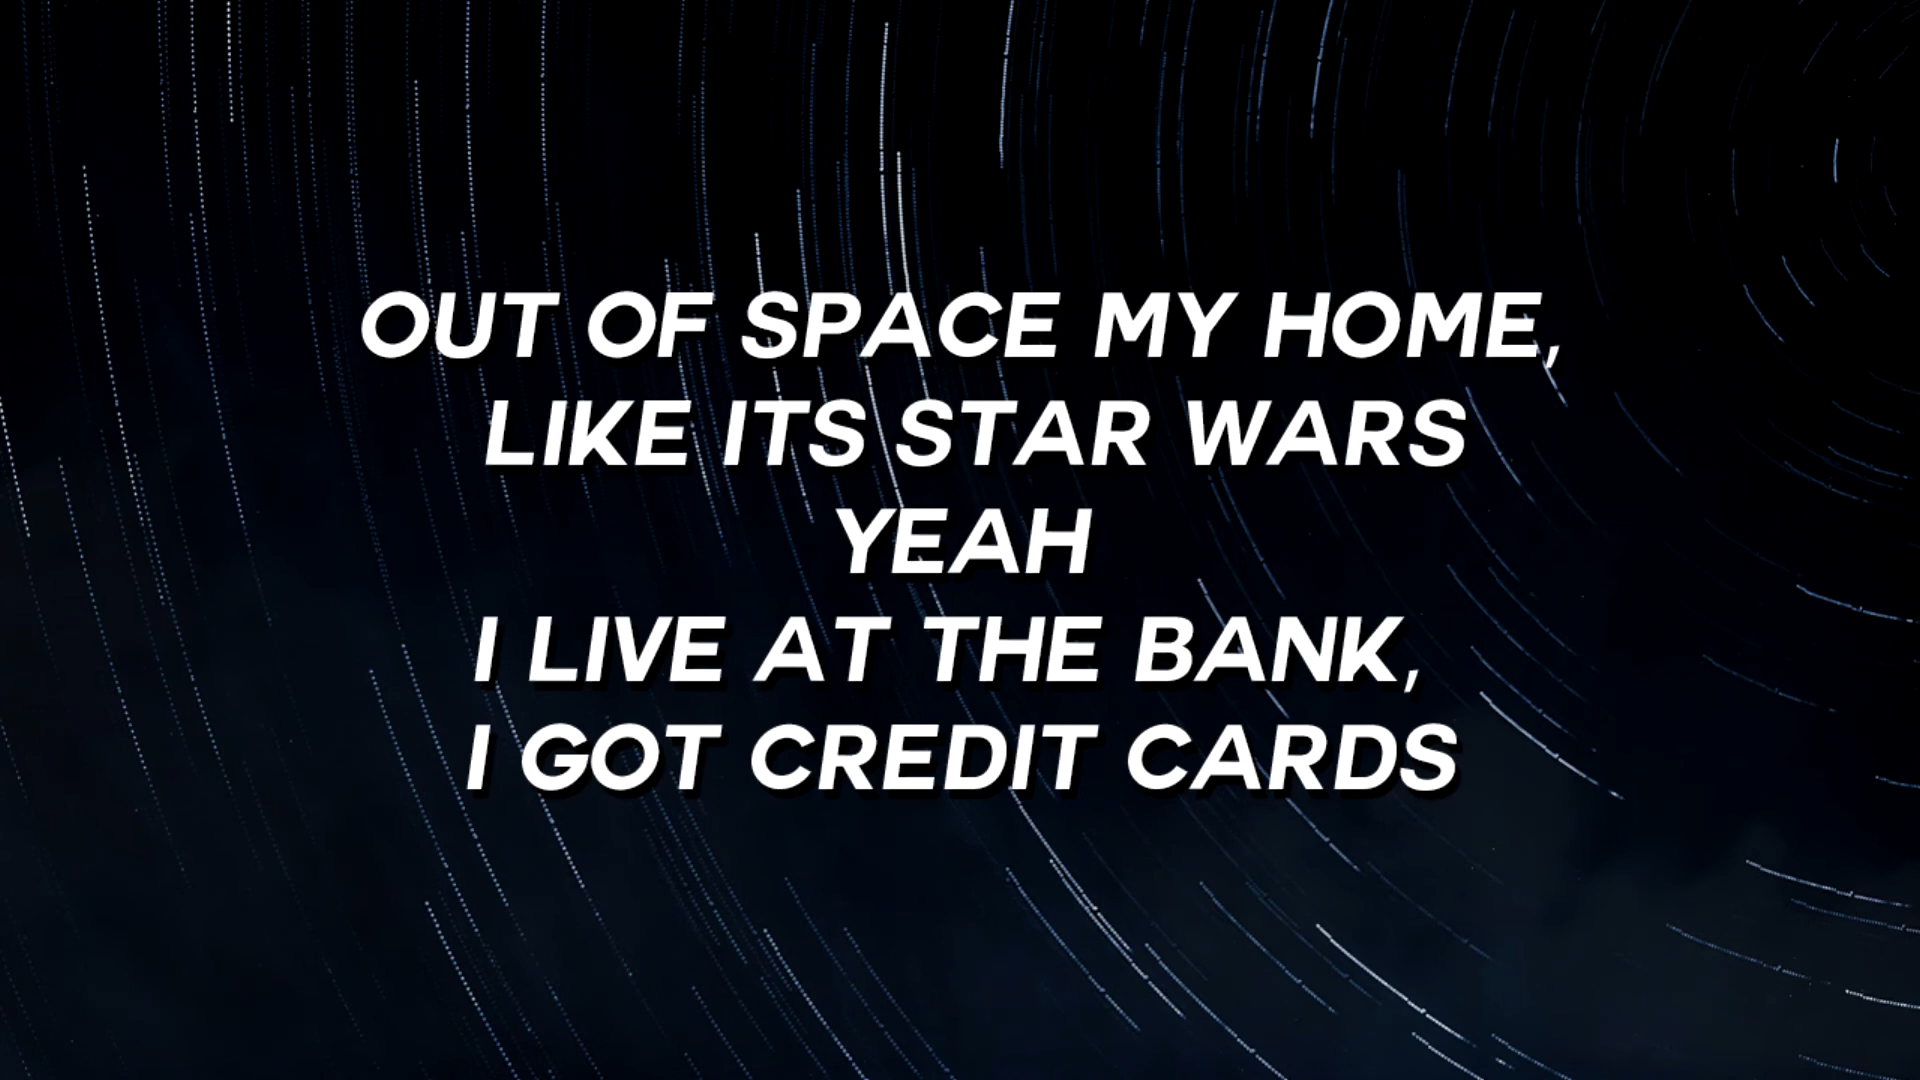 OUT OF SPACE MY HOME,
LIKE ITS STAR WARS
YEAH
I LIVE AT THE BANK,
I GOT CREDIT CARDS